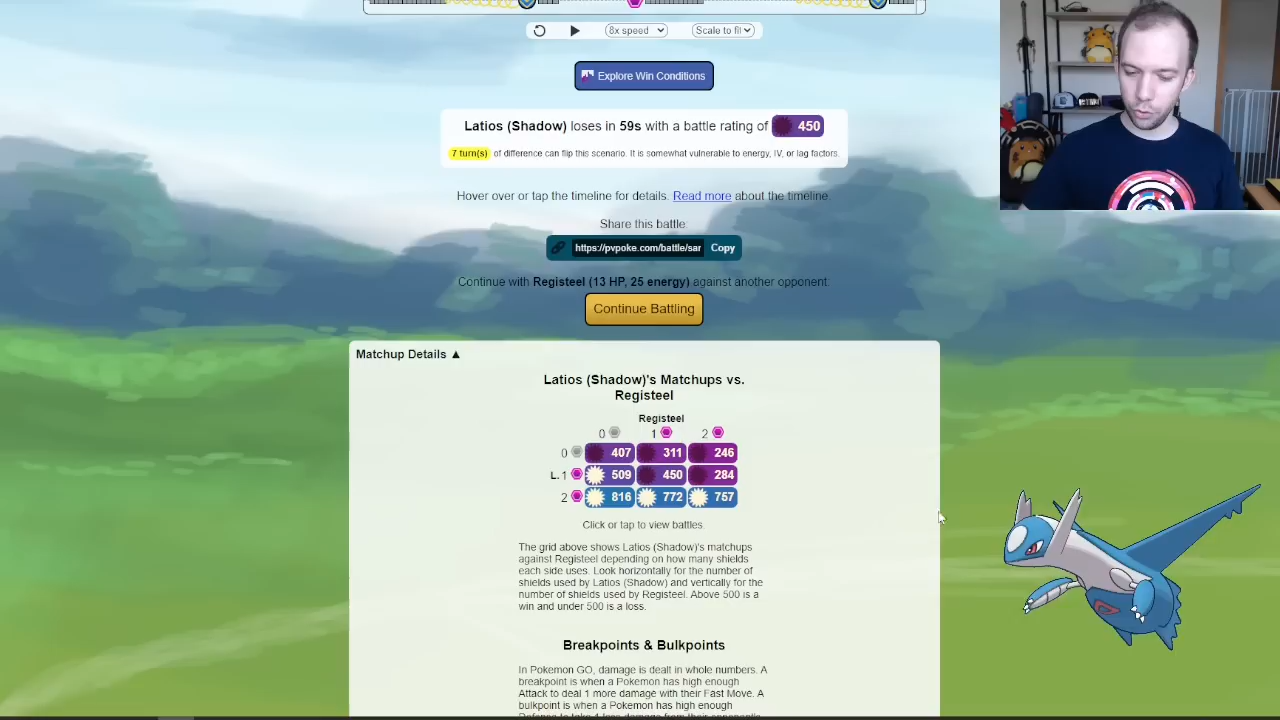 8x speed
Scale to fit
Explore Win Conditions
Latios (Shadow) loses in 59s with a battle rating of 450
7 turn(s) of difference can flip this scenario. It is somewhat vulnerable to energy, IV, or lag factors.
Hover over or tap the timeline for details. Read more about the timeline.
Share this battle:
https://pvpoke.com/battle/sar Copy
Continue with Registeel (13 HP, 25 energy) against another opponent:
Continue Battling
Matchup Details ▲
Latios (Shadow)'s Matchups vs.
Registeel
Registeel
0 1 2
0 407 311 246
L. 1 509 450 284
2 816 772 757
Click or tap to view battles.
The grid above shows Latios (Shadow)'s matchups
against Registeel depending on how many shields
each side uses. Look horizontally for the number of
shields used by Latios (Shadow) and vertically for the
number of shields used by Registeel. Above 500 is a
win and under 500 is a loss.
Breakpoints & Bulkpoints
In Pokemon GO, damage is dealt in whole numbers. A
breakpoint is when a Pokemon has high enough
Attack to deal 1 more damage with their Fast Move. A
bulkpoint is when a Pokemon has high enough